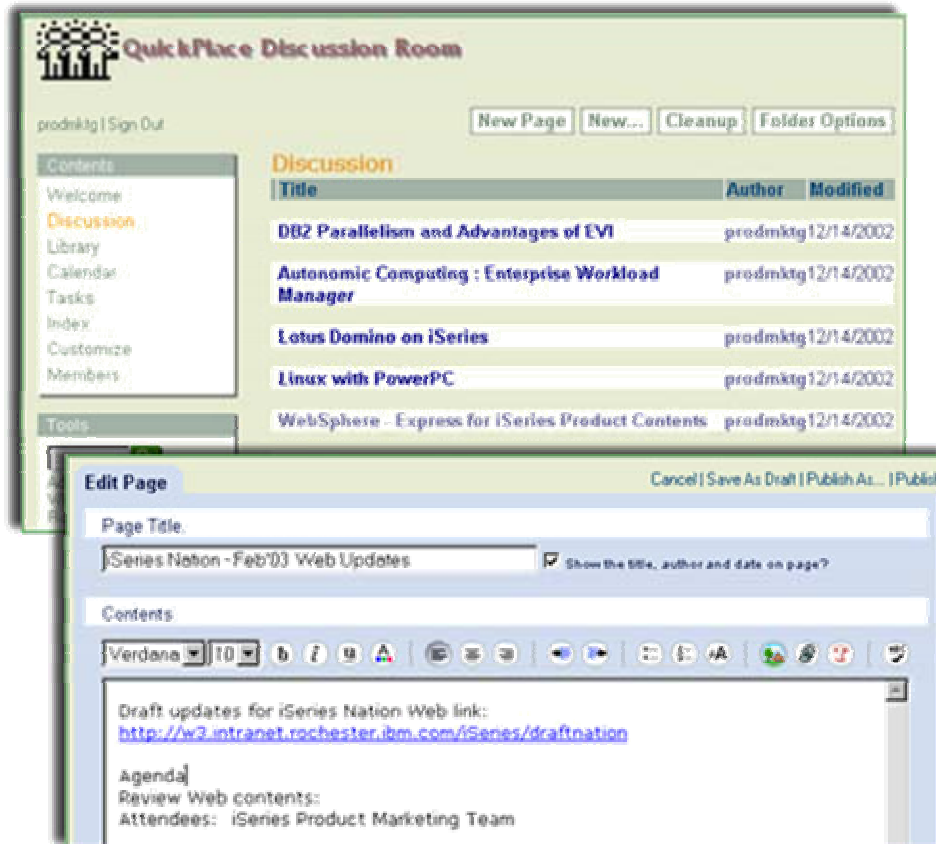 QuickPlace Discussion Room
prodmktg | Sign Out
New Page New... Cleanup Folder Options
Contents
Welcome
Discussion
Library
Calendar
Tasks
Index
Customize
Members
Tools
Discussion
Title Author Modified
DB2 Parallelism and Advantages of EVI prodmktg 12/14/2002
Autonomic Computing : Enterprise Workload
Manager prodmktg 12/14/2002
Lotus Domino on iSeries prodmktg 12/14/2002
Linux with PowerPC prodmktg 12/14/2002
WebSphere - Express for iSeries Product Contents prodmktg 12/14/2002
Edit Page
Cancel | Save As Draft | Publish As... | Publish
Page Title.
iSeries Nation - Feb'03 Web Updates
Show the title, author and date on page?
Contents
Verdana 10 b i u A
Draft updates for iSeries Nation Web link:
http://w3.intranet.rochester.ibm.com/iSeries/draftnation
Agenda
Review Web contents:
Attendees: iSeries Product Marketing Team